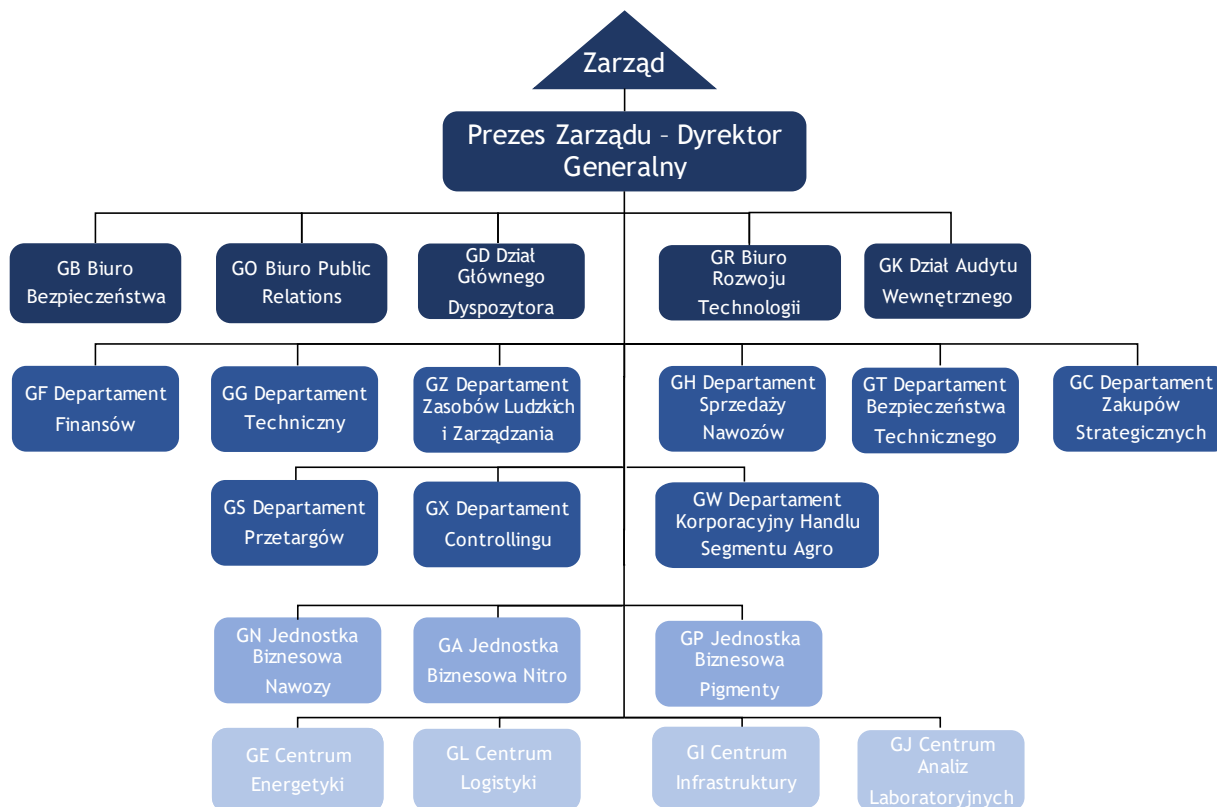 Zarząd
Prezes Zarządu – Dyrektor
Generalny
GB Biuro
Bezpieczeństwa
GO Biuro Public
Relations
GD Dział
Głównego
Dyspozytora
GR Biuro
Rozwoju
Technologii
GK Dział Audytu
Wewnętrznego
GF Departament
Finansów
GG Departament
Techniczny
GZ Departament
Zasobów Ludzkich
i Zarządzania
GH Departament
Sprzedaży
Nawozów
GT Departament
Bezpieczeństwa
Technicznego
GC Departament
Zakupów
Strategicznych
GS Departament
Przetargów
GX Departament
Controllingu
GW Departament
Korporacyjny Handlu
Segmentu Agro
GN Jednostka
Biznesowa
Nawozy
GA Jednostka
Biznesowa Nitro
GP Jednostka
Biznesowa
Pigmenty
GE Centrum
Energetyki
GL Centrum
Logistyki
GI Centrum
Infrastruktury
GJ Centrum
Analiz
Laboratoryjnych